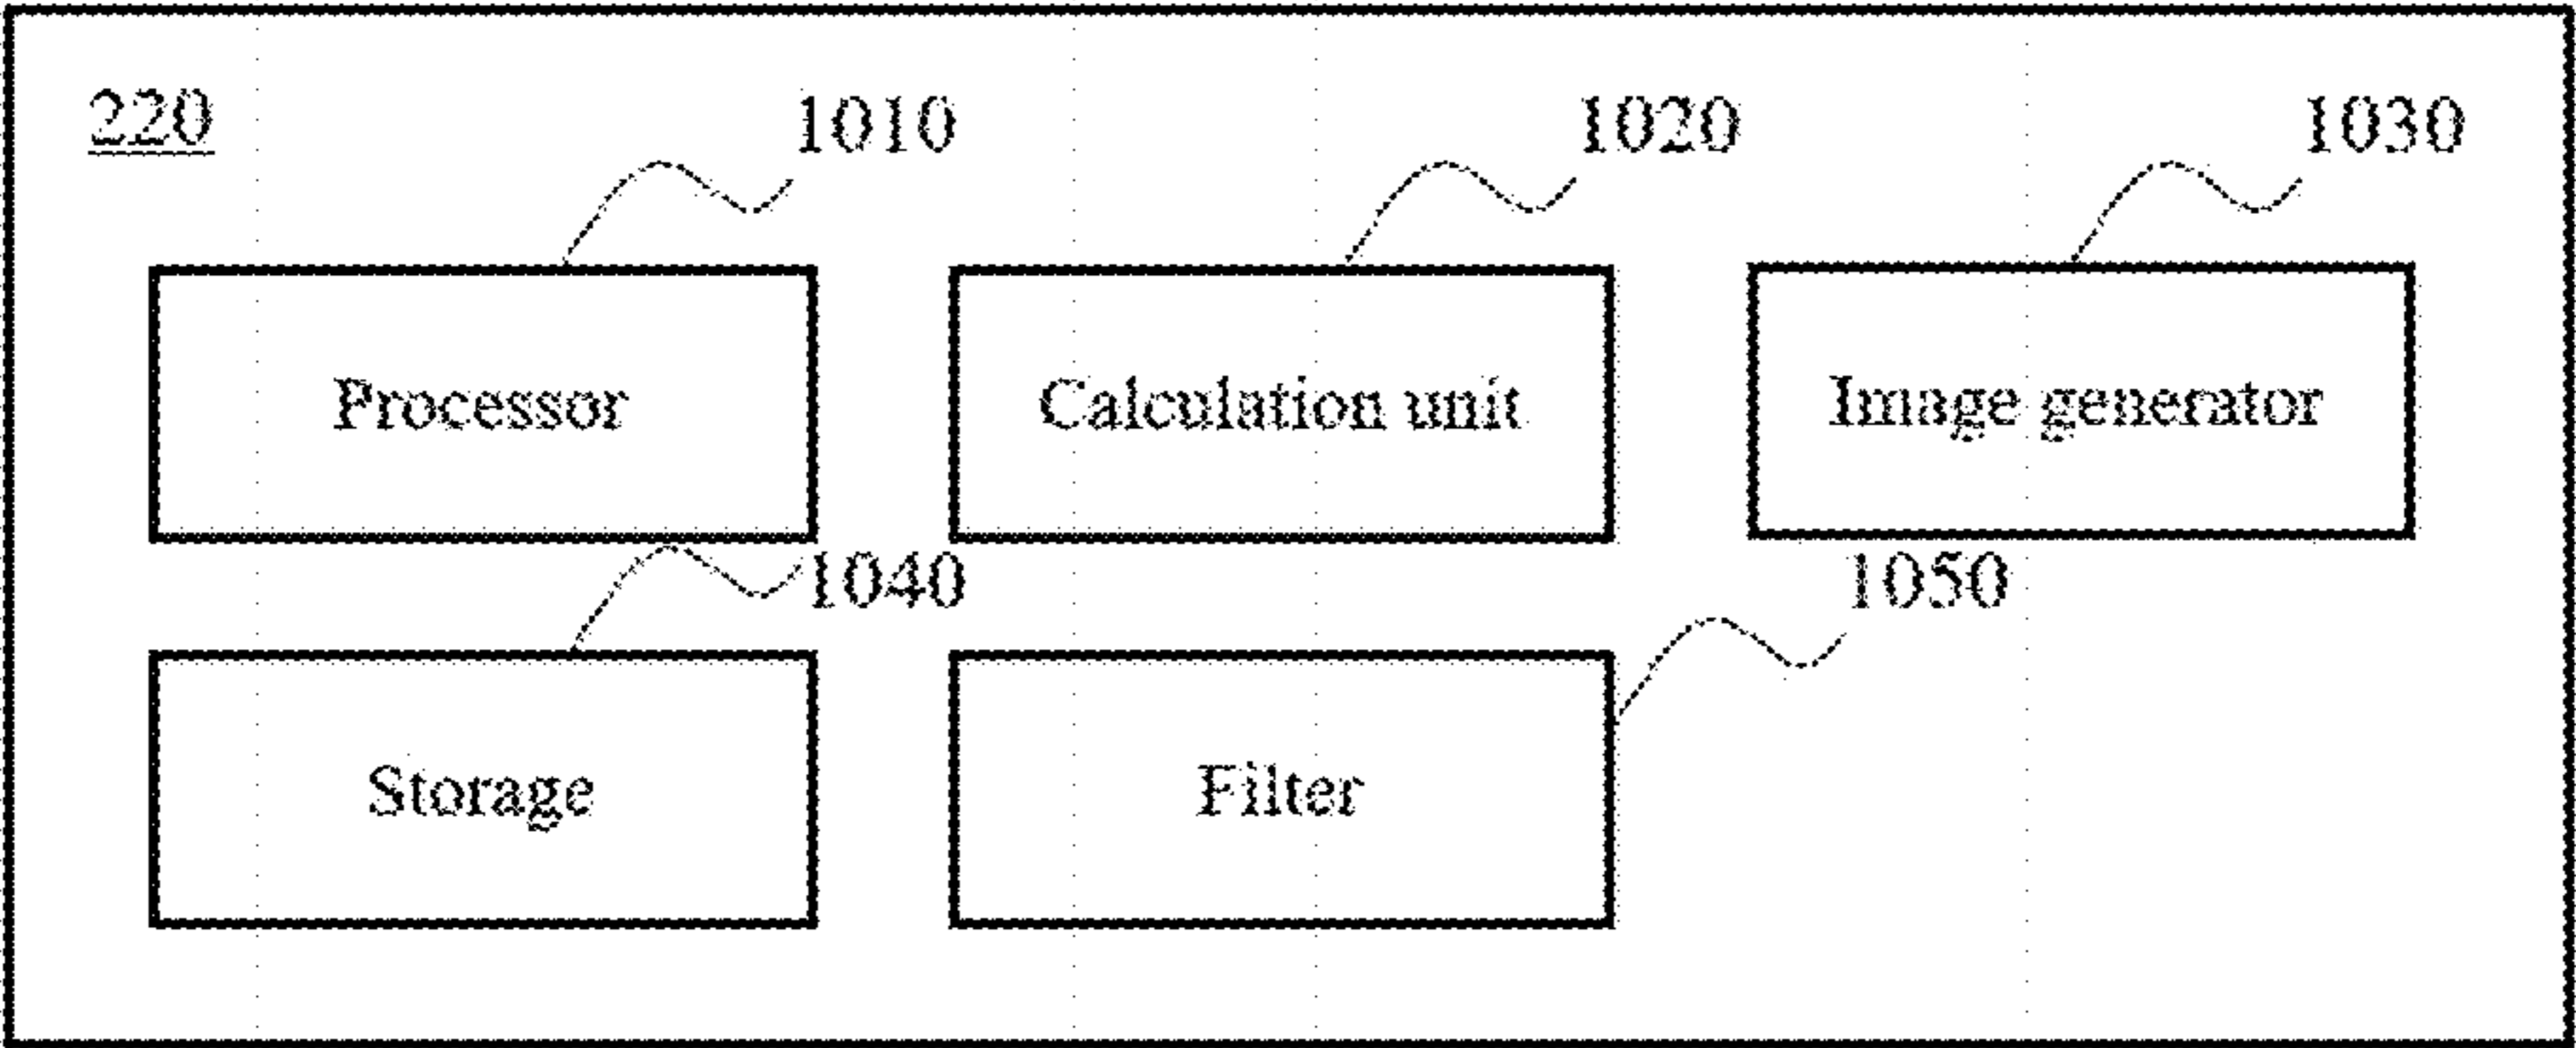 220
1010
1020
1030
Processor
Calculation unit
Image generator
1040
1050
Storage
Filter